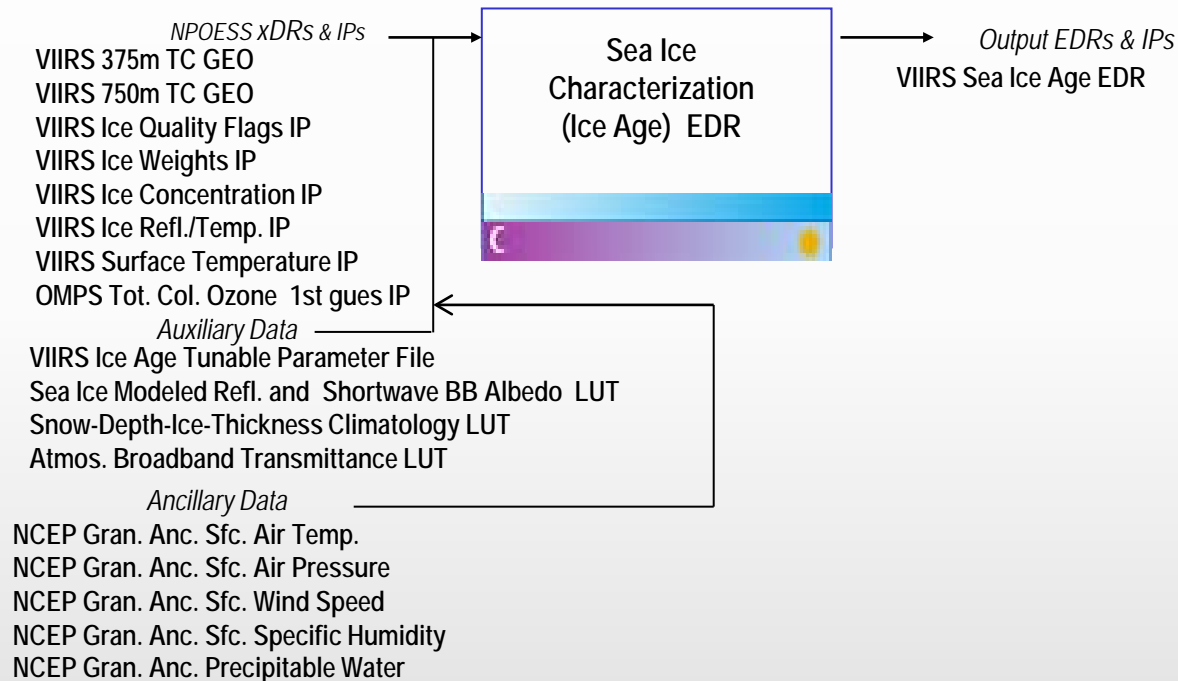 NPOESS xDRs & IPs
VIIRS 375m TC GEO
VIIRS 750m TC GEO
VIIRS Ice Quality Flags IP
VIIRS Ice Weights IP
VIIRS Ice Concentration IP
VIIRS Ice Refl./Temp. IP
VIIRS Surface Temperature IP
OMPS Tot. Col. Ozone 1st gues IP
Auxiliary Data
VIIRS Ice Age Tunable Parameter File
Sea Ice Modeled Refl. and Shortwave BB Albedo LUT
Snow-Depth-Ice-Thickness Climatology LUT
Atmos. Broadband Transmittance LUT
Ancillary Data
NCEP Gran. Anc. Sfc. Air Temp.
NCEP Gran. Anc. Sfc. Air Pressure
NCEP Gran. Anc. Sfc. Wind Speed
NCEP Gran. Anc. Sfc. Specific Humidity
NCEP Gran. Anc. Precipitable Water
Sea Ice
Characterization
(Ice Age) EDR
Output EDRs & IPs
VIIRS Sea Ice Age EDR